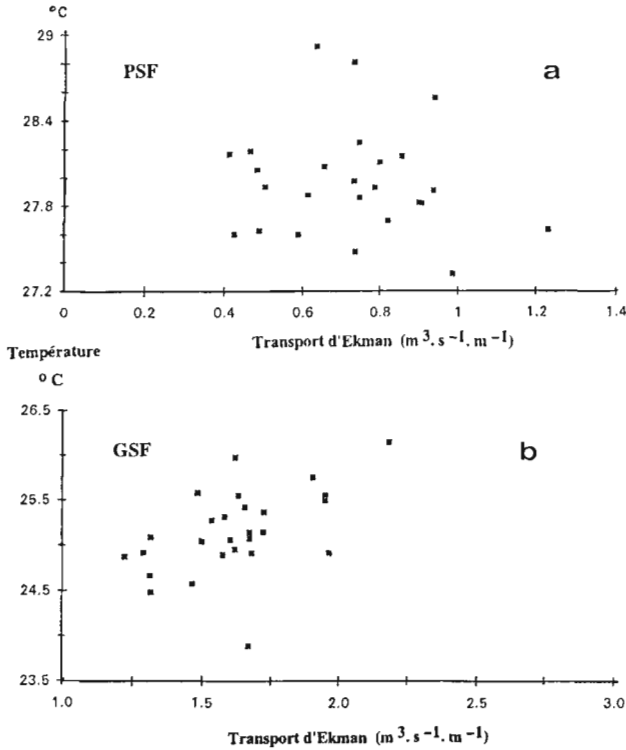 °C
29
PSF a
28.4
27.8
27.2
0 0.2 0.4 0.6 0.8 1 1.2 1.4
Transport d'Ekman (m³.s⁻¹.m⁻¹)
Température
°C
26.5
GSF b
25.5
24.5
23.5
1.0 1.5 2.0 2.5 3.0
Transport d'Ekman (m³.s⁻¹.m⁻¹)